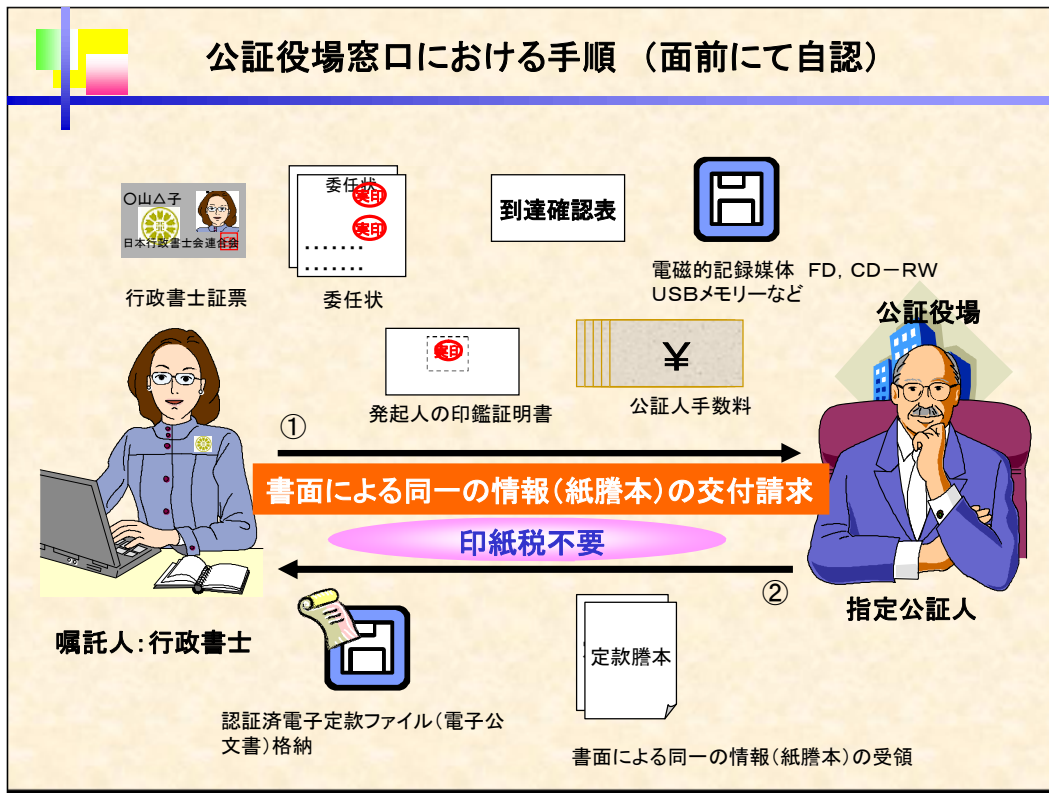 公証役場窓口における手順　（面前にて自認）
〇山△子
日本行政書士会連合会
行政書士証票
委任状
実印
実印
・・・・・・・
・・・・・・・
委任状
到達確認表
電磁的記録媒体　FD, CD－RW
USBメモリーなど
公証役場
実印
発起人の印鑑証明書
￥
公証人手数料
①
書面による同一の情報（紙謄本）の交付請求
印紙税不要
②
嘱託人：行政書士
指定公証人
定款謄本
認証済電子定款ファイル（電子公
文書）格納
書面による同一の情報（紙謄本）の受領